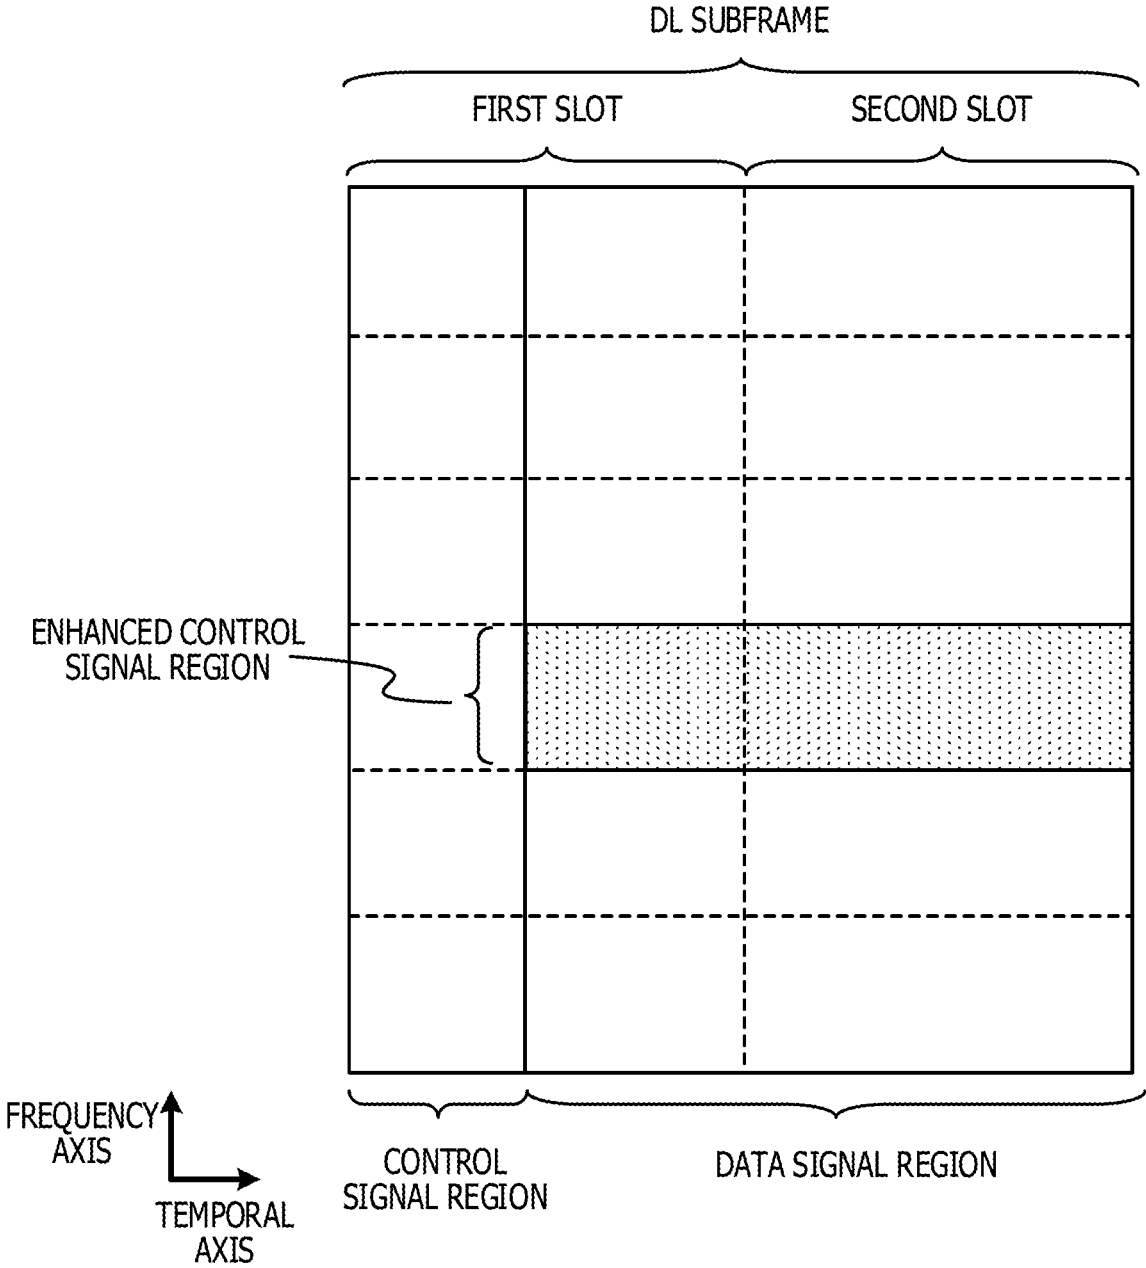 DL SUBFRAME
FIRST SLOT
SECOND SLOT
ENHANCED CONTROL
SIGNAL REGION
FREQUENCY
AXIS
TEMPORAL
AXIS
CONTROL
SIGNAL REGION
DATA SIGNAL REGION